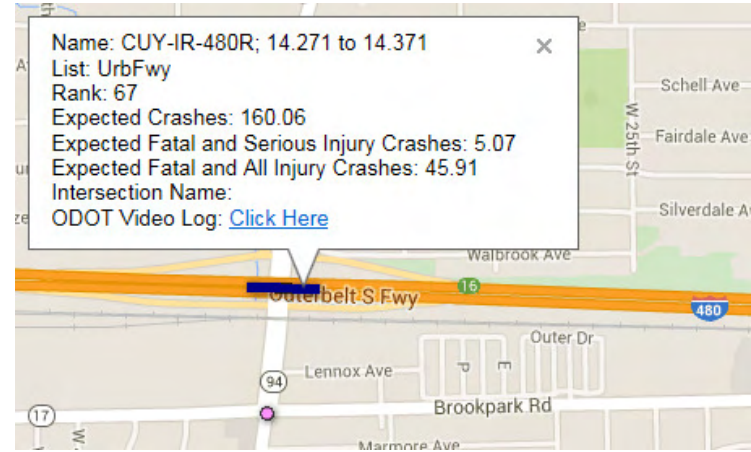 Name: CUY-IR-480R; 14.271 to 14.371
List: UrbFwy
Rank: 67
Expected Crashes: 160.06
Expected Fatal and Serious Injury Crashes: 5.07
Expected Fatal and All Injury Crashes: 45.91
Intersection Name:
ODOT Video Log: Click Here
Schell Ave
W 25th St
Fairdale Ave
Silverdale A
Walbrook Ave
16
Outerbelt S Fwy
480
Outer Dr
Lennox Ave
P
E
94
17
Brookpark Rd
W
Marmore Ave